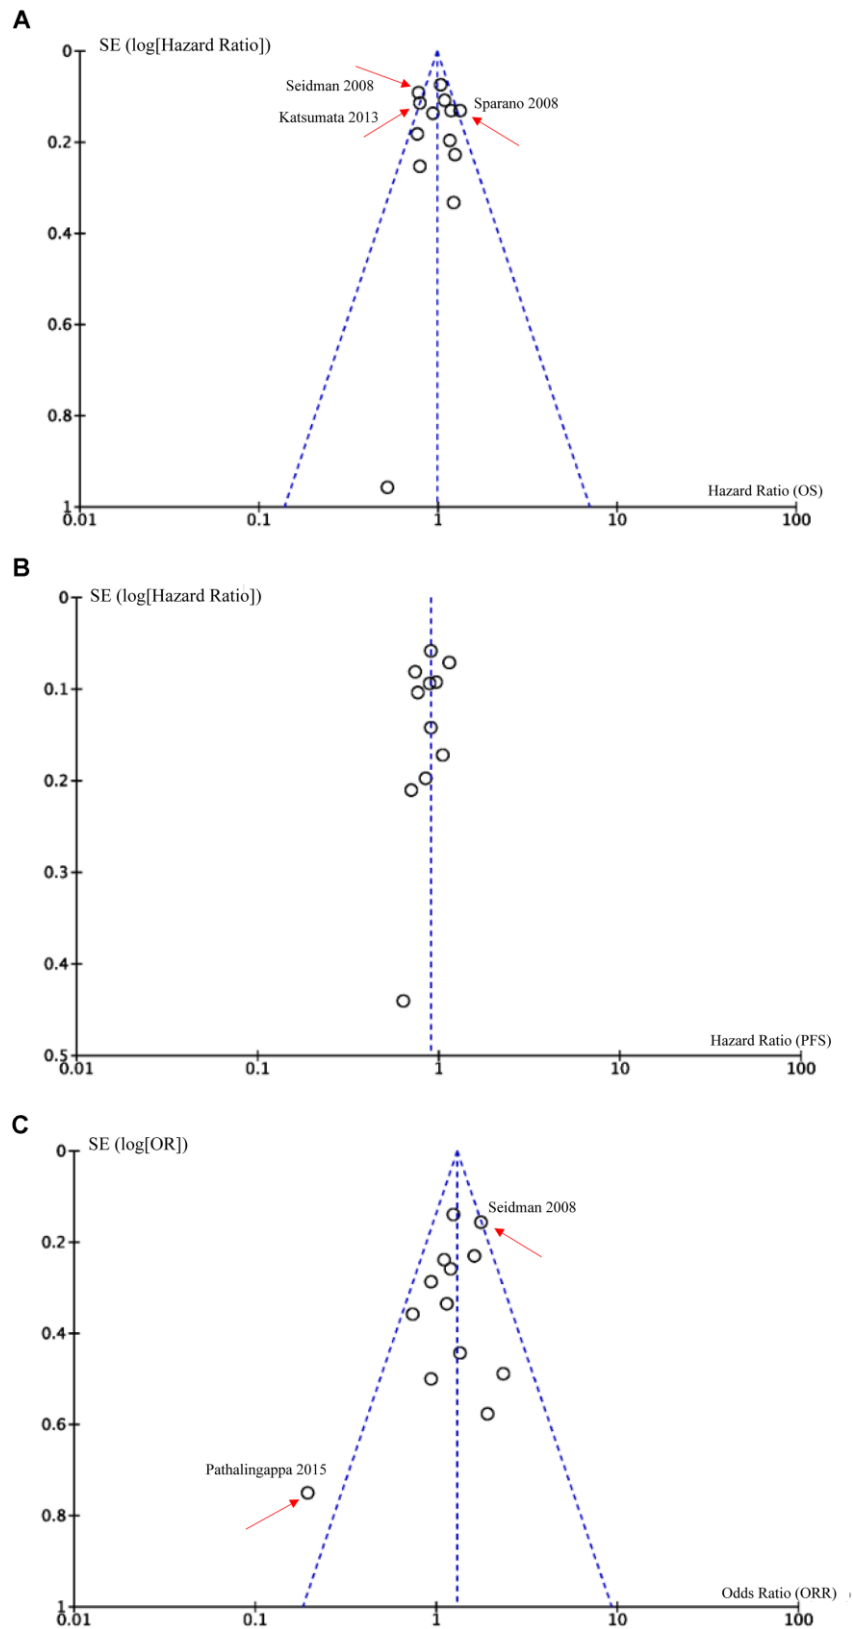 A
SE (log[Hazard Ratio])
0
Seidman 2008
Sparano 2008
Katsumata 2013
0.2
0.4
0.6
0.8
Hazard Ratio (OS)
1
0.01 0.1 1 10 100
B
SE (log[Hazard Ratio])
0
0.1
0.2
0.3
0.4
Hazard Ratio (PFS)
0.5
0.01 0.1 1 10 100
C
SE (log[OR])
0
Seidman 2008
0.2
0.4
0.6
Pathalingappa 2015
0.8
Odds Ratio (ORR)
1
0.01 0.1 1 10 100